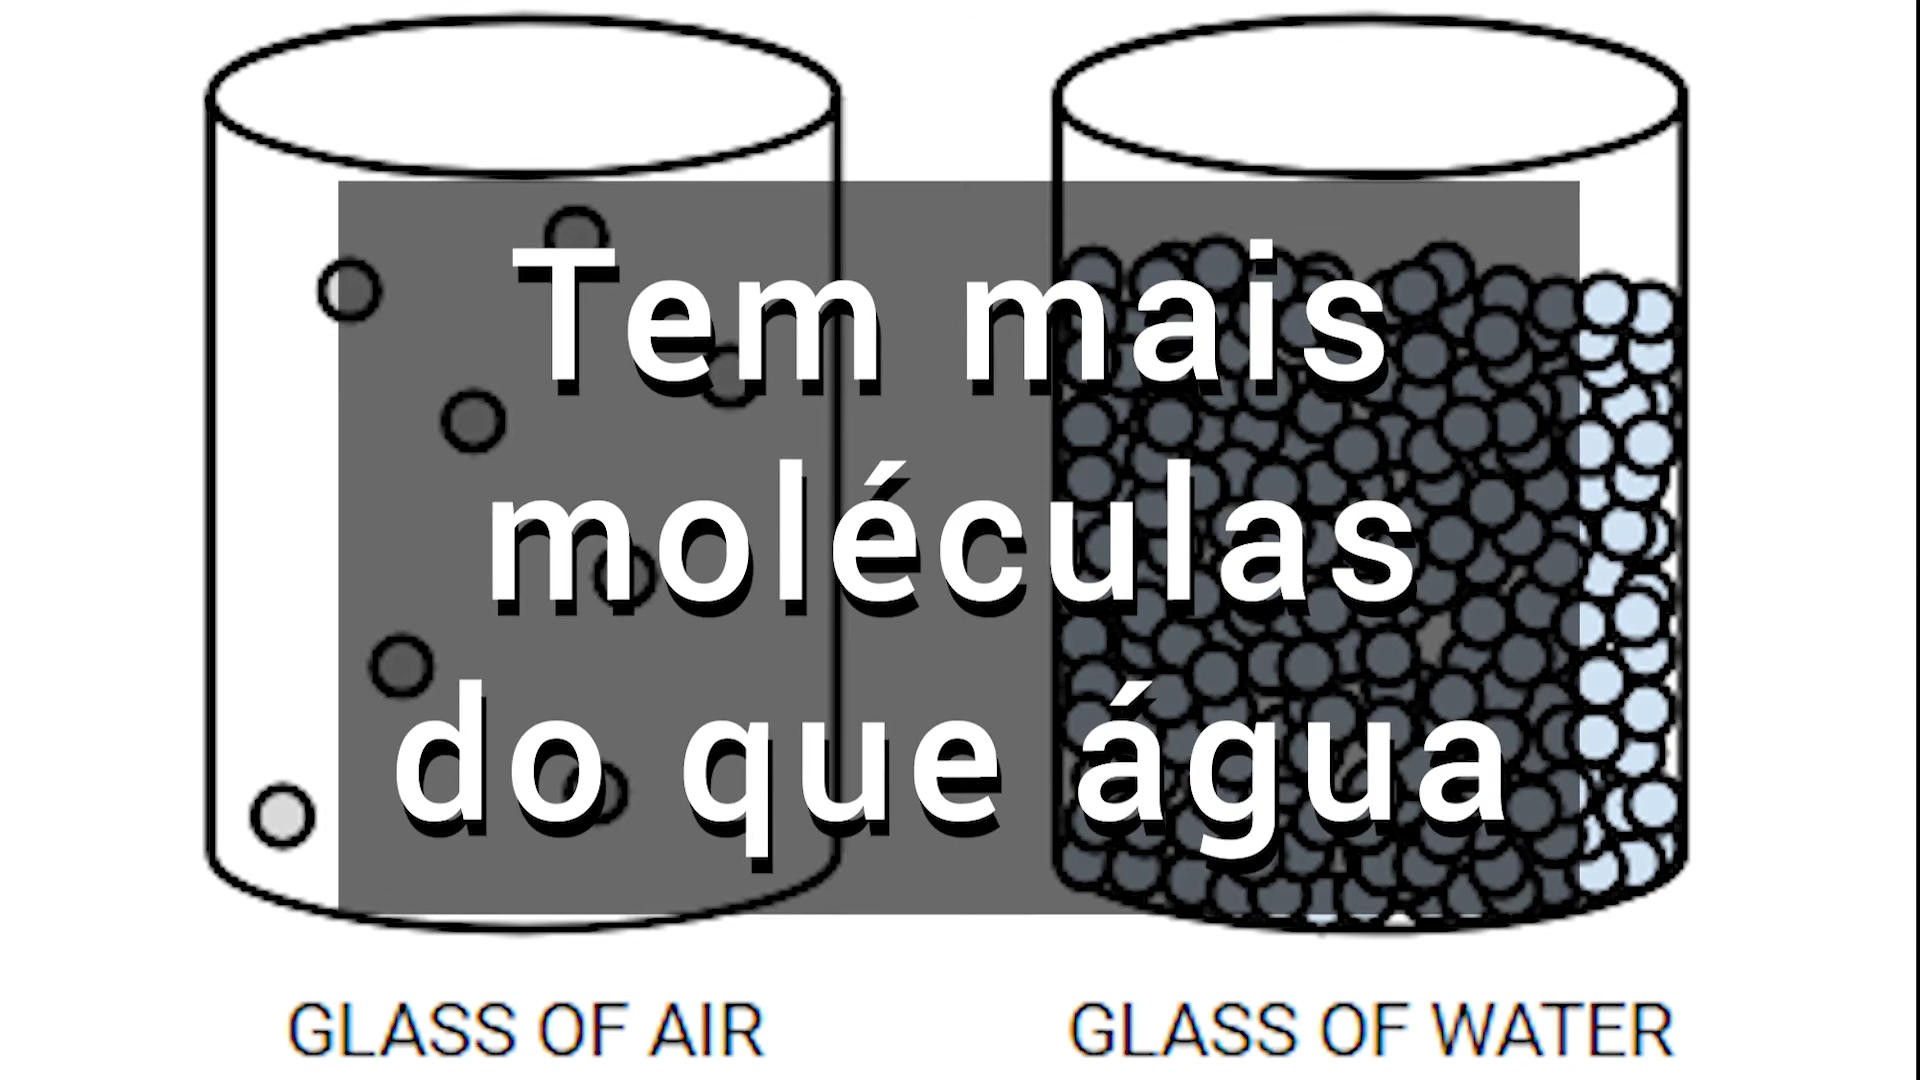 Tem mais
moléculas
do que água
GLASS OF AIR
GLASS OF WATER